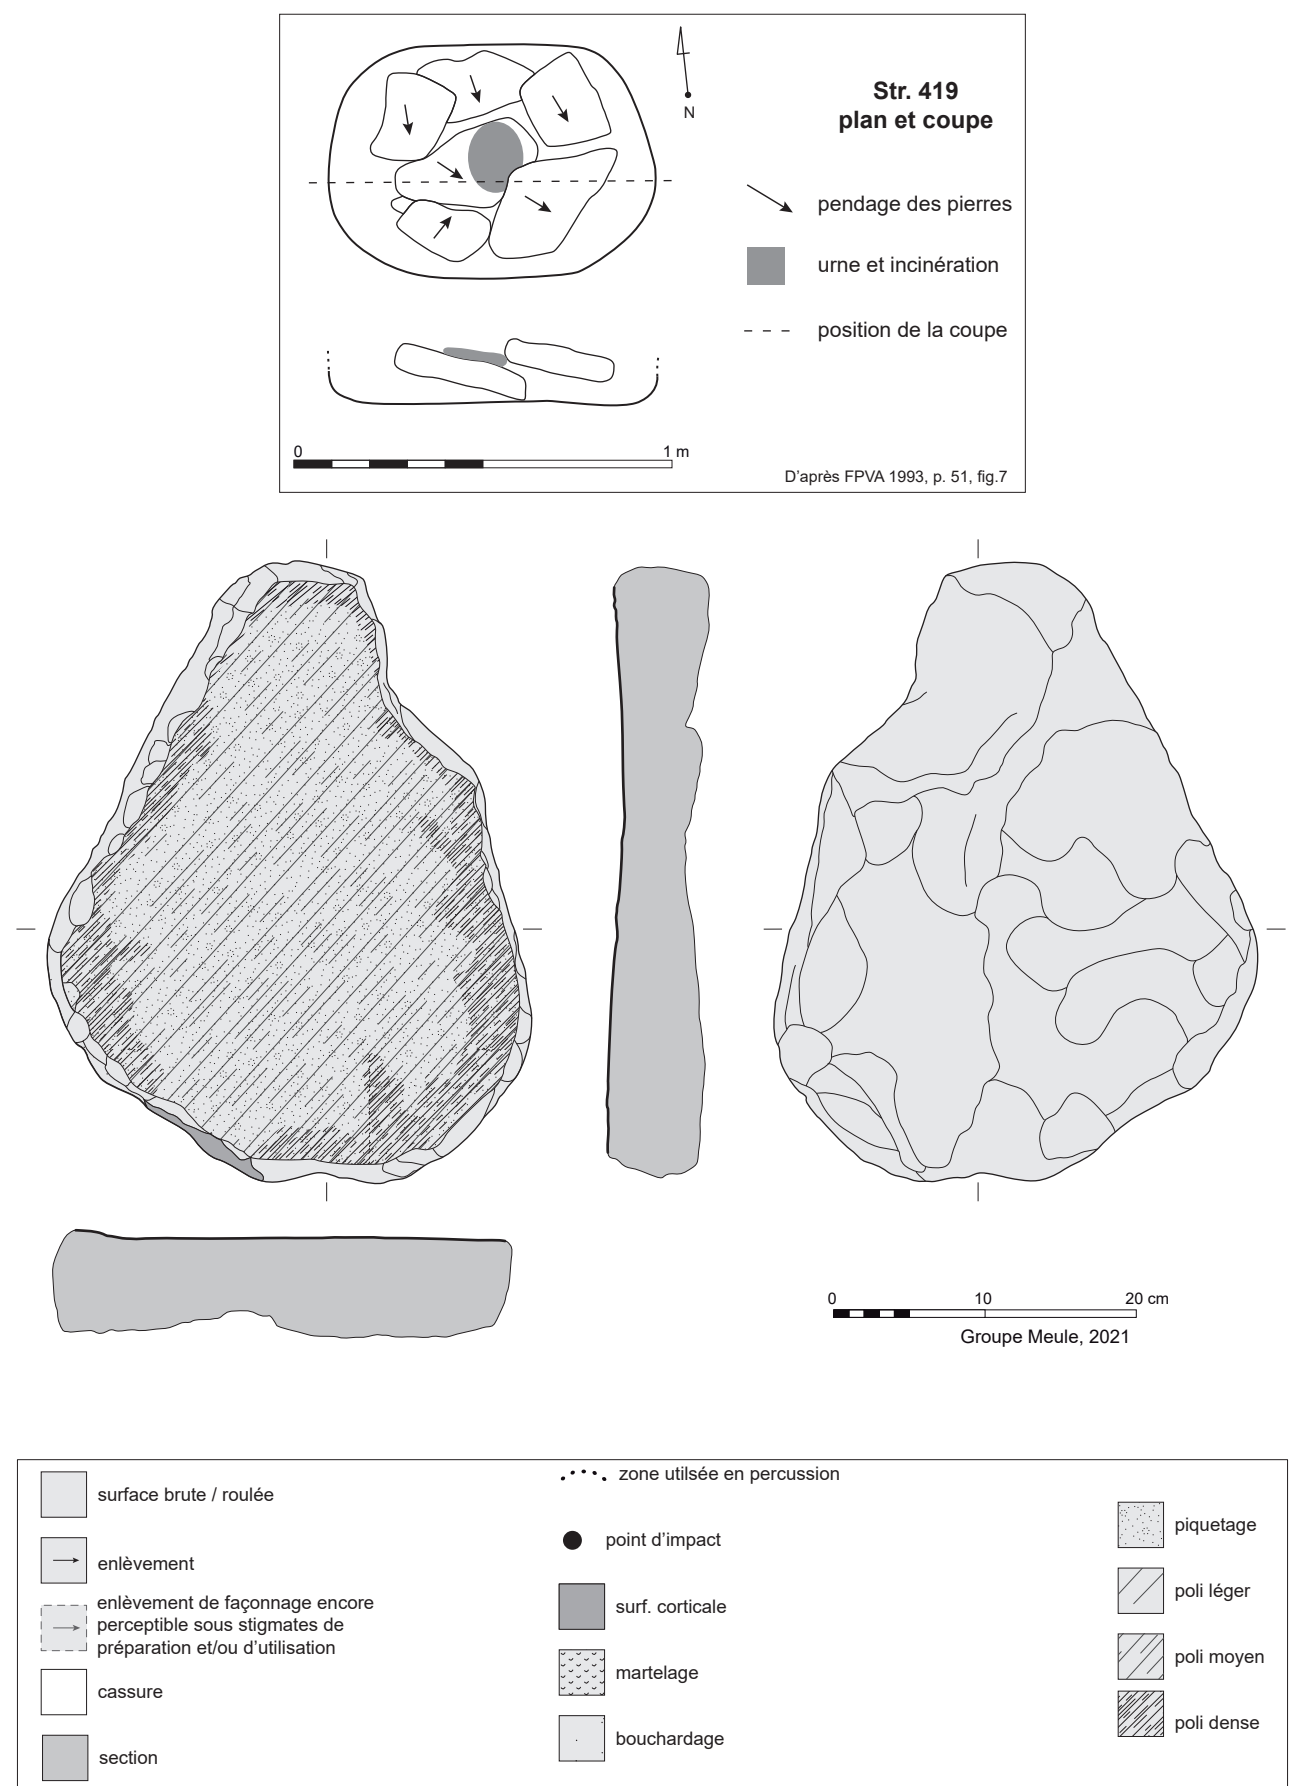 N
Str. 419
plan et coupe
pendage des pierres
urne et incinération
position de la coupe
0 1 m
D'après FPVA 1993, p. 51, fig.7
0 10 20 cm
Groupe Meule, 2021
surface brute / roulée
enlèvement
enlèvement de façonnage encore
perceptible sous stigmates de
préparation et/ou d'utilisation
cassure
section
zone utilsée en percussion
point d'impact
surf. corticale
martelage
bouchardage
piquetage
poli léger
poli moyen
poli dense